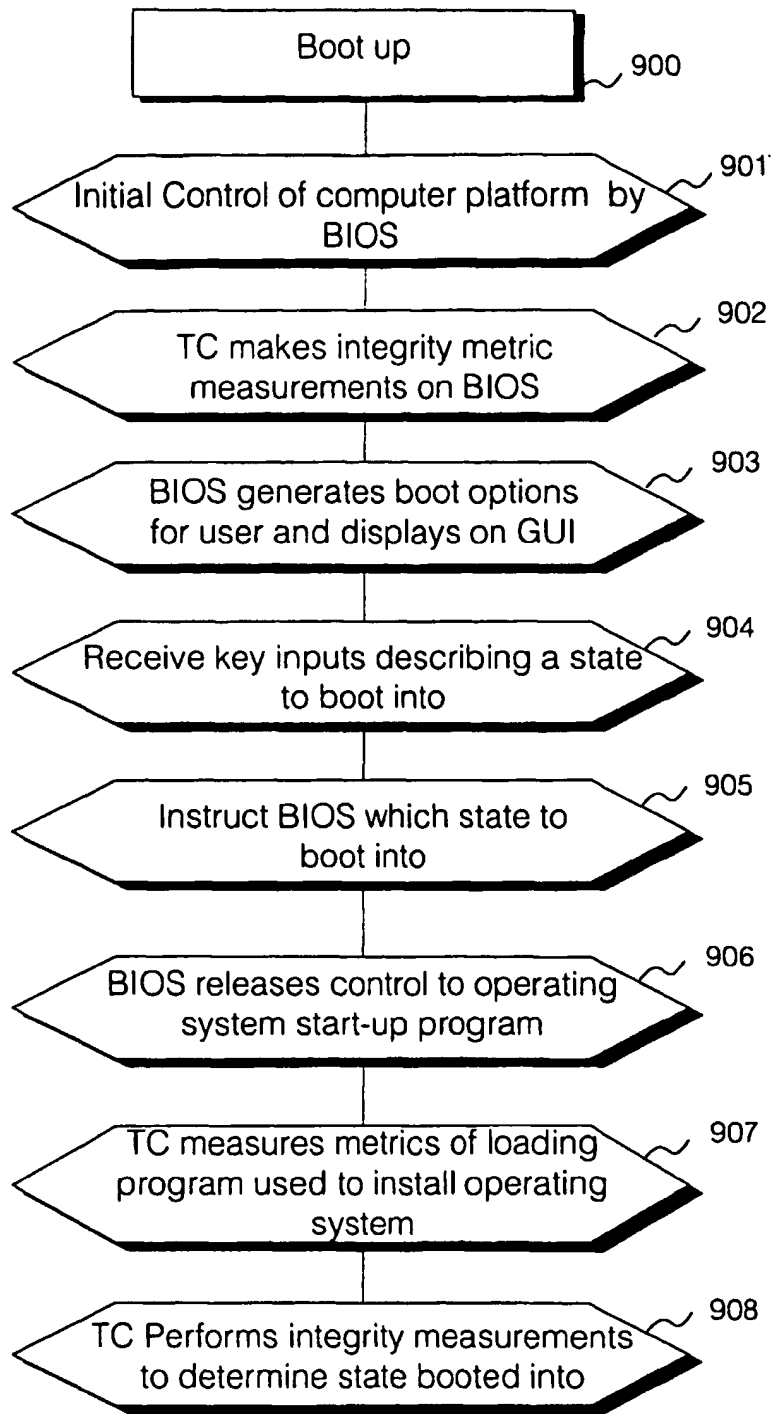 Boot up
900
901
Initial Control of computer platform by
BIOS
902
TC makes integrity metric
measurements on BIOS
903
BIOS generates boot options
for user and displays on GUI
904
Receive key inputs describing a state
to boot into
905
Instruct BIOS which state to
boot into
906
BIOS releases control to operating
system start-up program
907
TC measures metrics of loading
program used to install operating
system
908
TC Performs integrity measurements
to determine state booted into